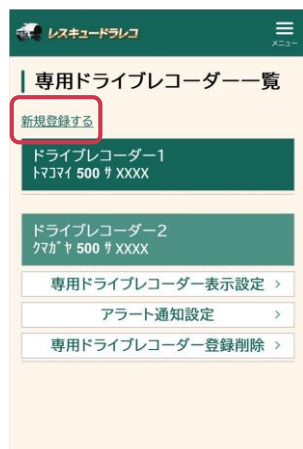 レスキュードラレコ
メニュー
専用ドライブレコーダー一覧
新規登録する
ドライブレコーダー1
トマコマイ 500 サ XXXX
ドライブレコーダー2
クマガヤ 500 サ XXXX
専用ドライブレコーダー表示設定 >
アラート通知設定 >
専用ドライブレコーダー登録削除 >